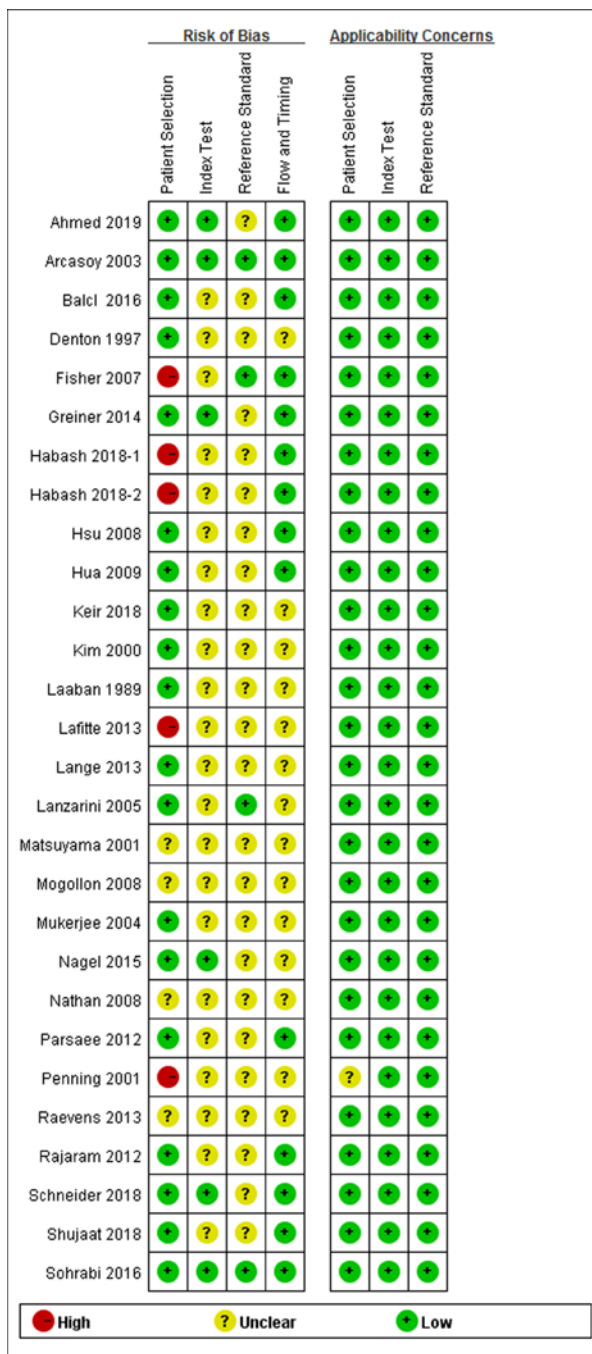 Risk of Bias Applicability Concerns
Patient Selection Index Test Reference Standard Flow and Timing Patient Selection Index Test Reference Standard
Ahmed 2019 + + ? + + + +
Arcasoy 2003 + + + + + + +
Balcl 2016 + ? ? + + + +
Denton 1997 + ? ? ? + + +
Fisher 2007 - ? + + + + +
Greiner 2014 + + ? + + + +
Habash 2018-1 - ? ? + + + +
Habash 2018-2 - ? ? + + + +
Hsu 2008 + ? ? + + + +
Hua 2009 + ? ? + + + +
Keir 2018 + ? ? ? + + +
Kim 2000 + ? ? ? + + +
Laaban 1989 + ? ? ? + + +
Lafitte 2013 - ? ? ? + + +
Lange 2013 + ? ? ? + + +
Lanzarini 2005 + ? + ? + + +
Matsuyama 2001 ? ? ? ? + + +
Mogollon 2008 ? ? ? ? + + +
Mukerjee 2004 + ? ? ? + + +
Nagel 2015 + + ? ? + + +
Nathan 2008 ? ? ? ? + + +
Parsaee 2012 + ? ? + + + +
Penning 2001 - ? ? ? ? + +
Raevens 2013 ? ? ? ? + + +
Rajaram 2012 + ? ? + + + +
Schneider 2018 + + ? + + + +
Shujaat 2018 + ? ? + + + +
Sohrabi 2016 + + + + + + +
- High ? Unclear + Low